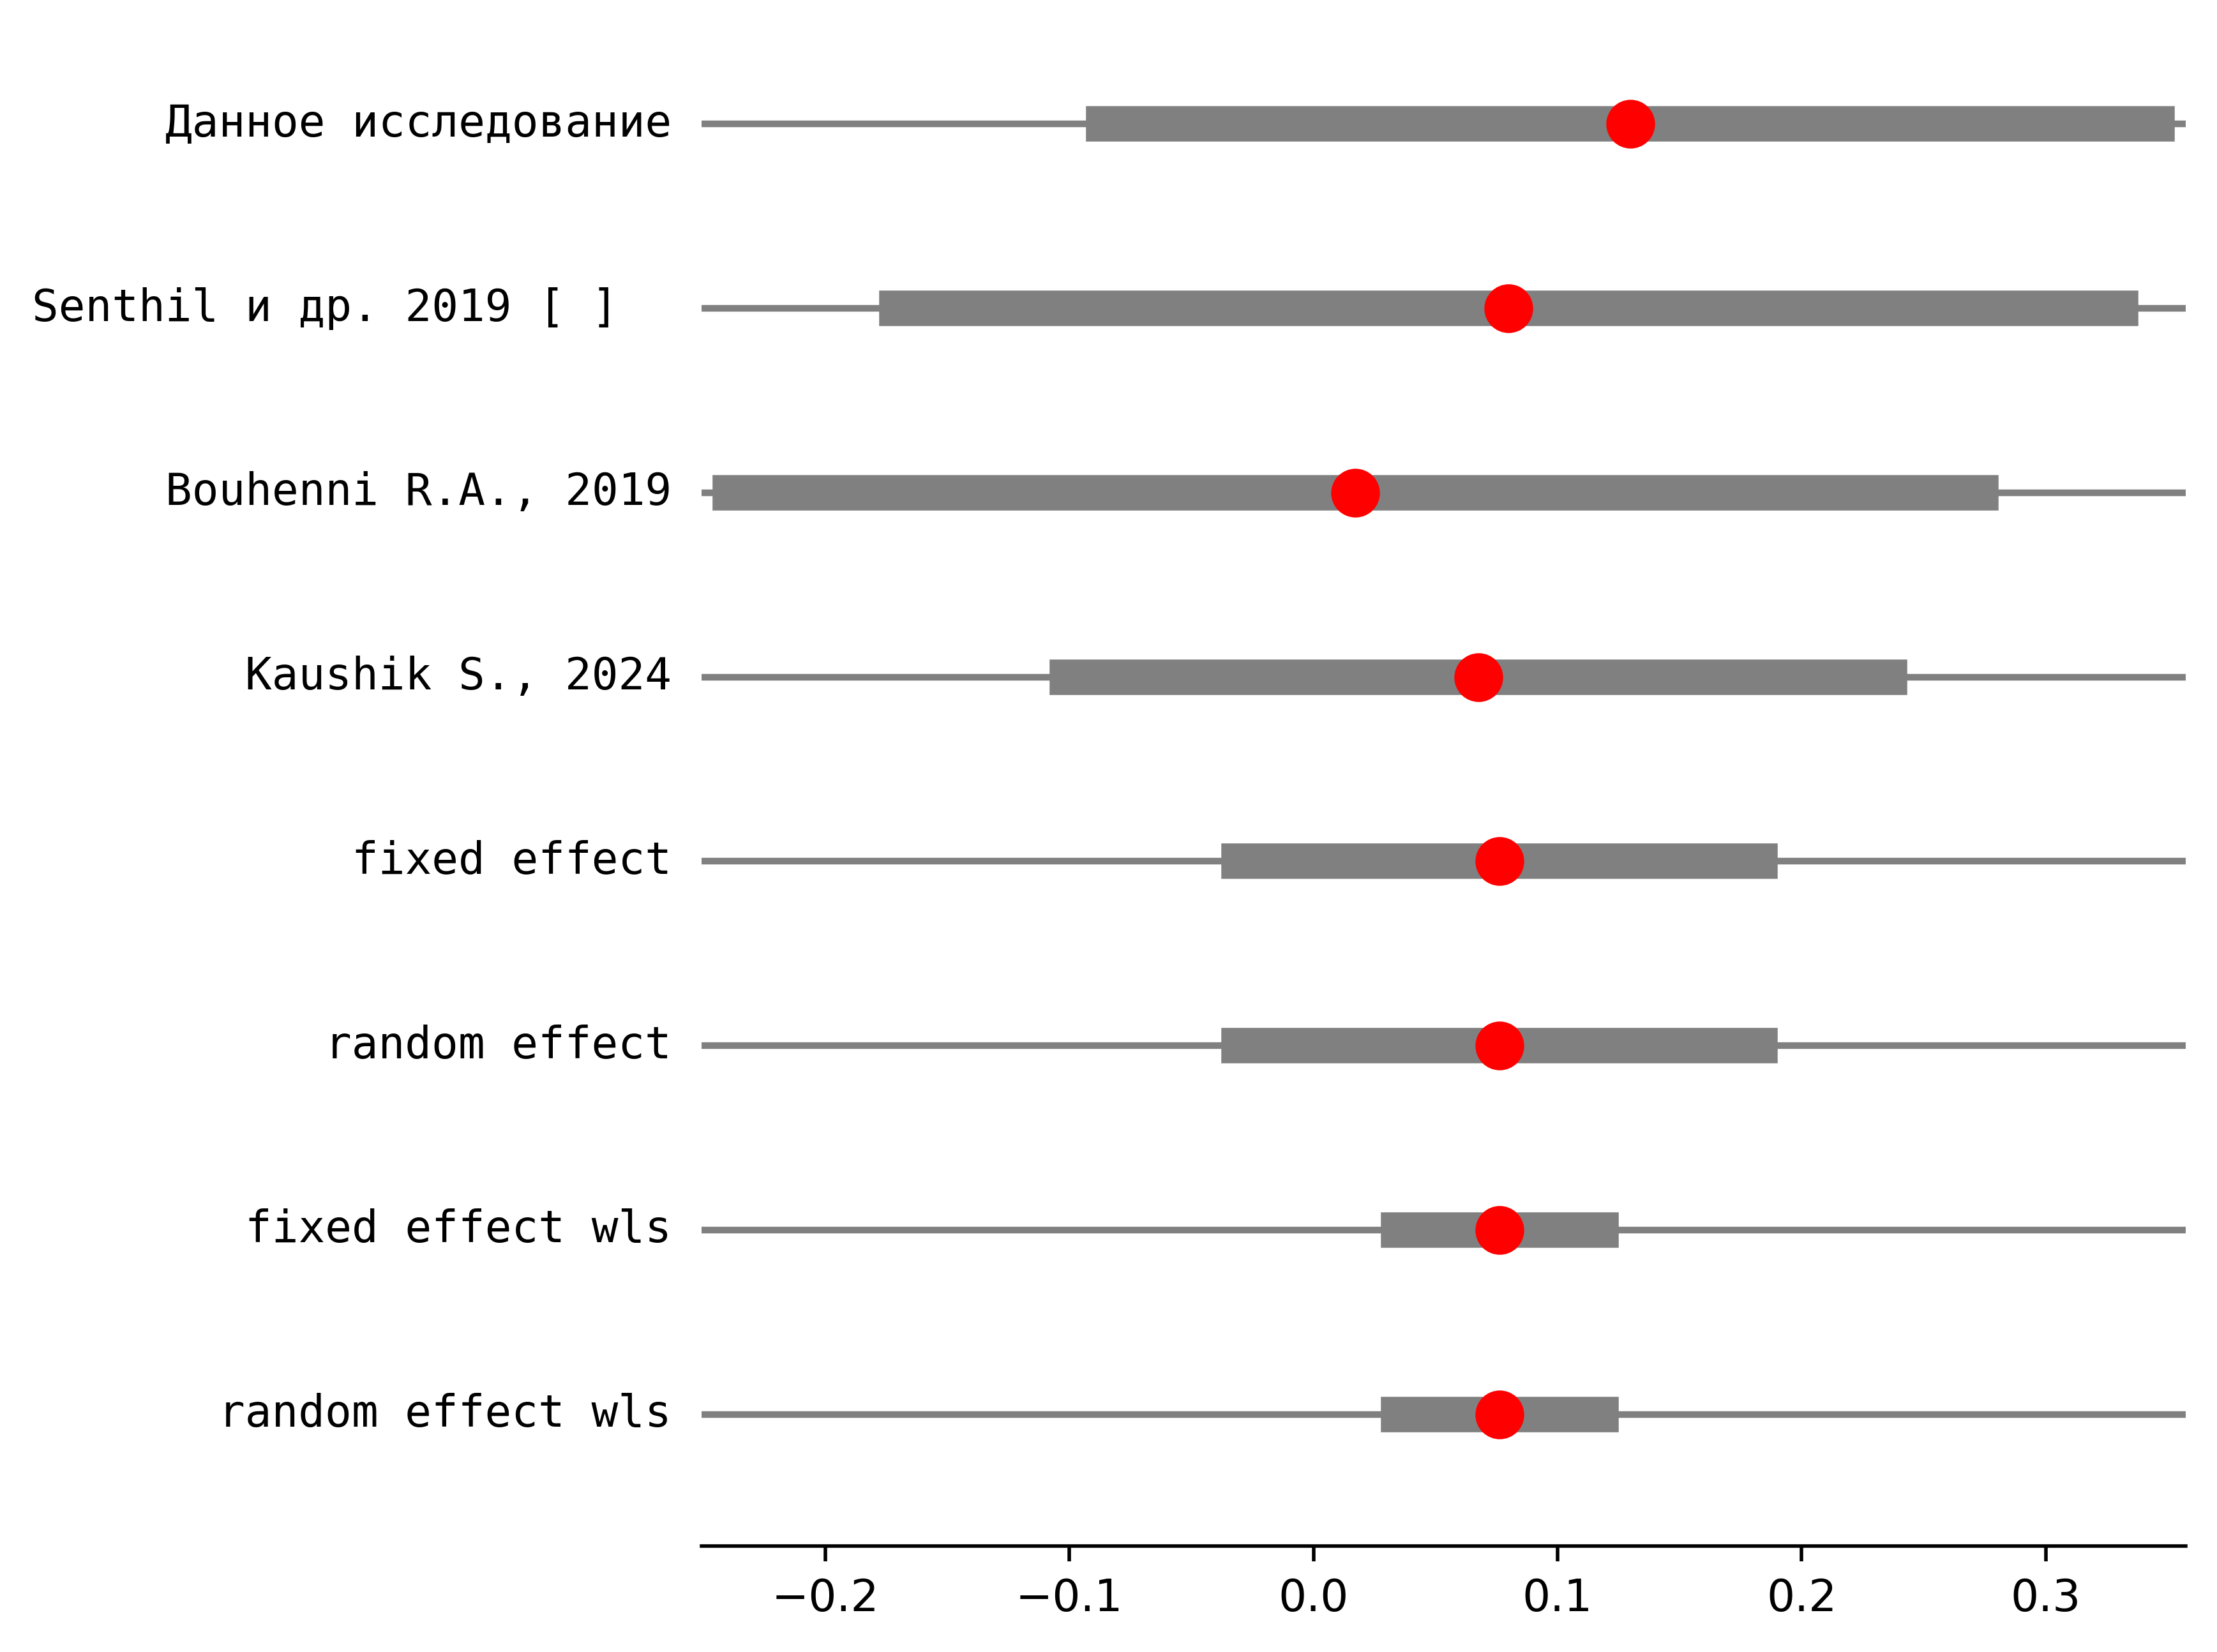 Данное исследование
Senthil и др. 2019 [ ]
Bouhenni R.A., 2019
Kaushik S., 2024
fixed effect
random effect
fixed effect wls
random effect wls
−0.2 −0.1 0.0 0.1 0.2 0.3